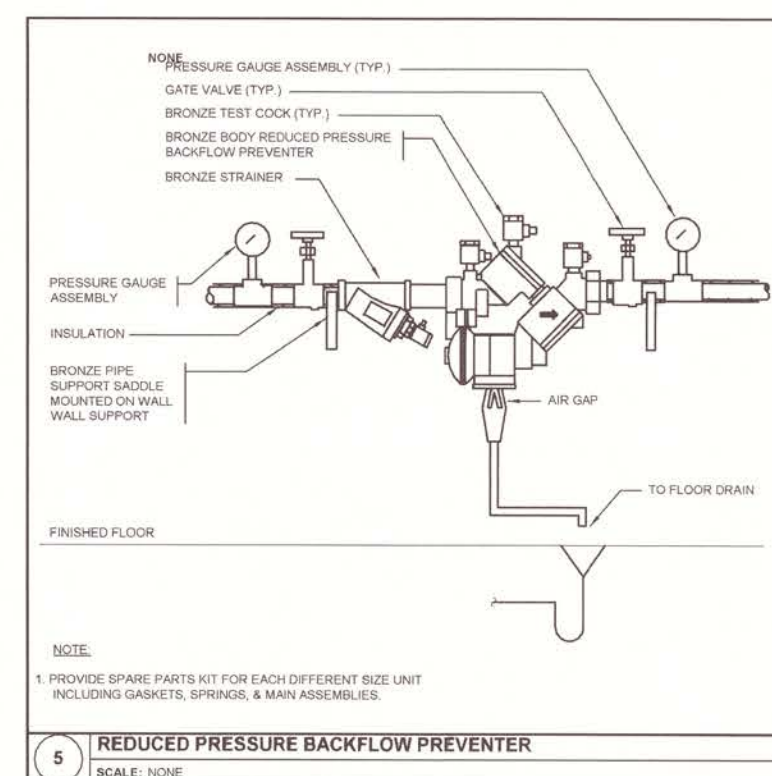 NONE
PRESSURE GAUGE ASSEMBLY (TYP.)
GATE VALVE (TYP.)
BRONZE TEST COCK (TYP.)
BRONZE BODY REDUCED PRESSURE
BACKFLOW PREVENTER
BRONZE STRAINER
PRESSURE GAUGE
ASSEMBLY
INSULATION
BRONZE PIPE
SUPPORT SADDLE
MOUNTED ON WALL
WALL SUPPORT
AIR GAP
TO FLOOR DRAIN
FINISHED FLOOR
NOTE:
1. PROVIDE SPARE PARTS KIT FOR EACH DIFFERENT SIZE UNIT
INCLUDING GASKETS, SPRINGS, & MAIN ASSEMBLIES.
5
REDUCED PRESSURE BACKFLOW PREVENTER
SCALE: NONE